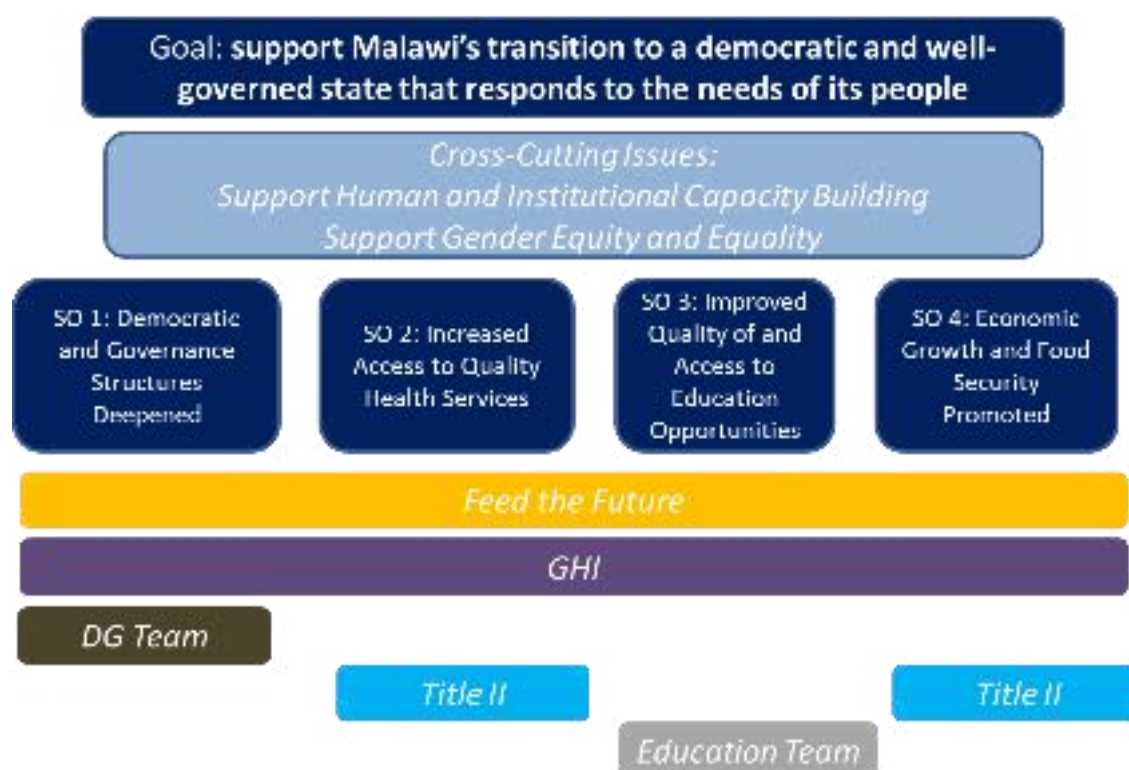 Goal: support Malawi's transition to a democratic and well-
governed state that responds to the needs of its people
Cross-Cutting Issues:
Support Human and Institutional Capacity Building
Support Gender Equity and Equality
SO 1: Democratic
and Governance
Structures
Deepened
SO 2: Increased
Access to Quality
Health Services
SO 3: Improved
Quality of and
Access to
Education
Opportunities
SO 4: Economic
Growth and Food
Security
Promoted
Feed the Future
GHI
DG Team
Title II
Title II
Education Team